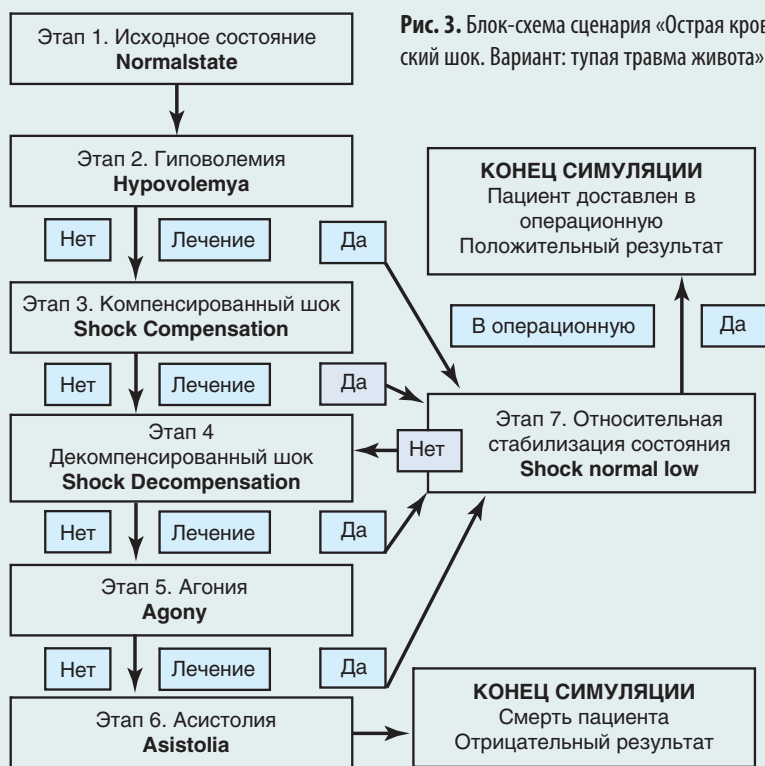 Рис. 3. Блок-схема сценария «Острая
ский шок. Вариант: тупая травма живота»
Этап 1. Исходное состояние
Normalstate
Этап 2. Гиповолемия
Hypovolemya
КОНЕЦ СИМУЛЯЦИИ
Пациент доставлен в
операционную
Положительный результат
Нет
Лечение
Да
Этап 3. Компенсированный шок
Shock Compensation
В операционную
Да
Нет
Лечение
Да
Этап 4
Декомпенсированный шок
Shock Decompensation
Нет
Этап 7. Относительная
стабилизация состояния
Shock normal low
Нет
Лечение
Да
Этап 5. Агония
Agony
Нет
Лечение
Да
Этап 6. Асистолия
Asistolia
КОНЕЦ СИМУЛЯЦИИ
Смерть пациента
Отрицательный результат